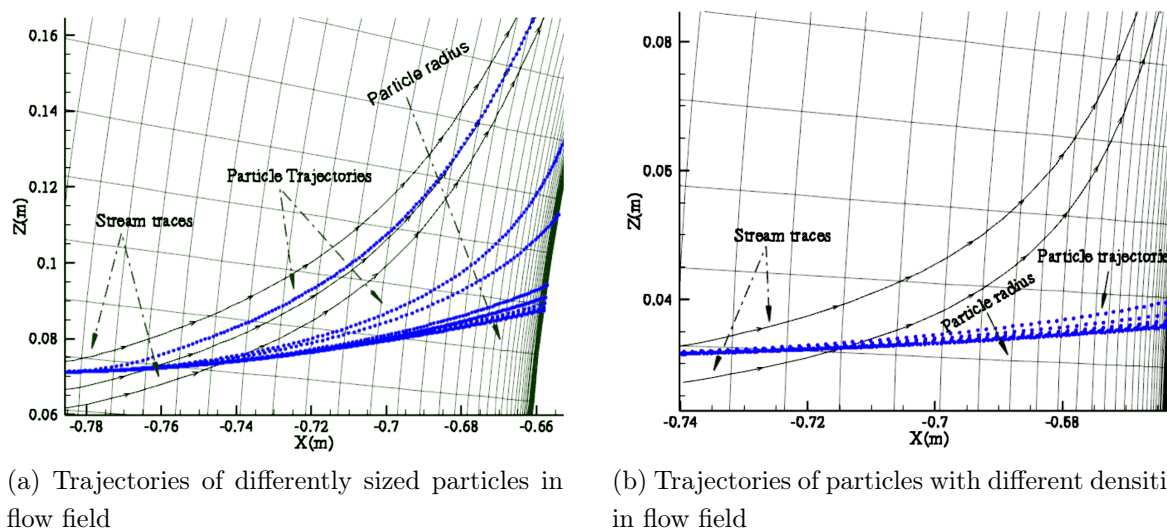 0.16
0.14
0.12
0.1
0.08
0.06
Z(m)
Particle radius
Particle Trajectories
Stream traces
-0.78 -0.76 -0.74 -0.72 -0.7 -0.68 -0.66
X(m)
(a) Trajectories of differently sized particles in
flow field
0.08
0.06
0.04
Z(m)
Stream traces
Particle trajectorie
Particle radius
-0.74 -0.72 -0.7 -0.68
X(m)
(b) Trajectories of particles with different densiti
in flow field